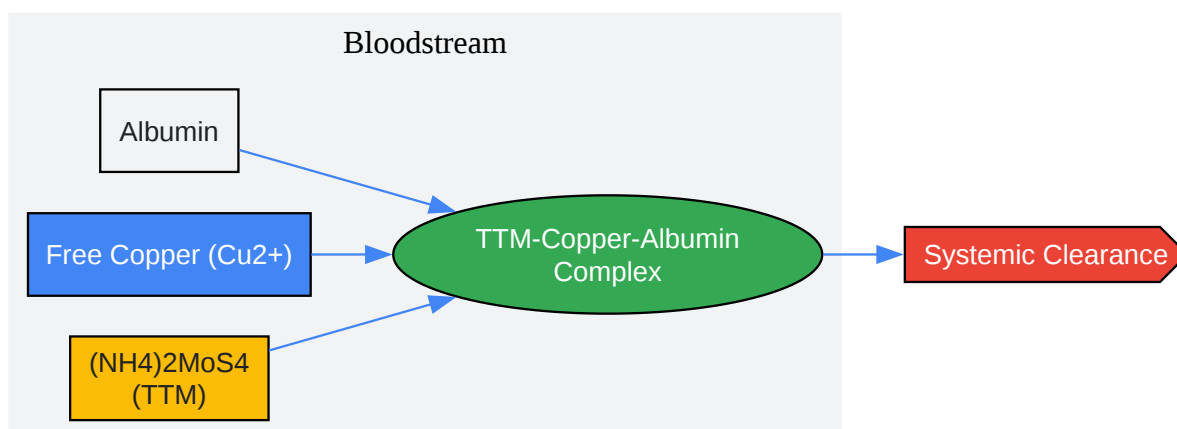 Bloodstream
Albumin
Free Copper (Cu2+)
(NH4)2MoS4
(TTM)
TTM-Copper-Albumin
Complex
Systemic Clearance